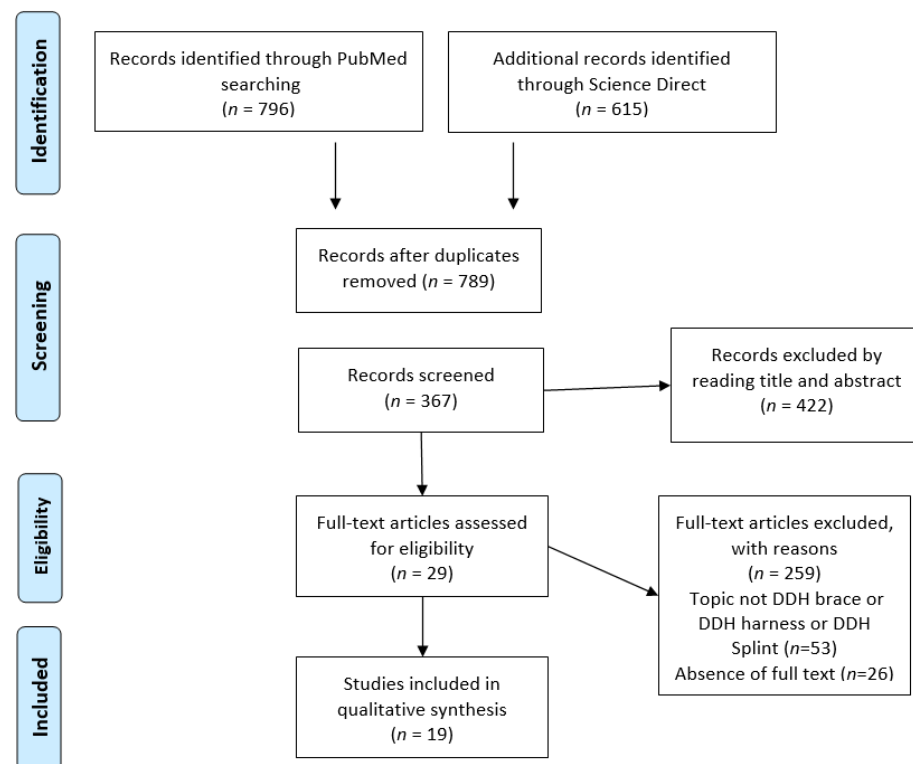 Identification
Records identified through PubMed
searching
(n = 796)
Additional records identified
through Science Direct
(n = 615)
Screening
Records after duplicates
removed (n = 789)
Records screened
(n = 367)
Records excluded by
reading title and abstract
(n = 422)
Eligibility
Full-text articles assessed
for eligibility
(n = 29)
Full-text articles excluded,
with reasons
(n = 259)
Topic not DDH brace or
DDH harness or DDH
Splint (n=53)
Absence of full text (n=26)
Included
Studies included in
qualitative synthesis
(n = 19)